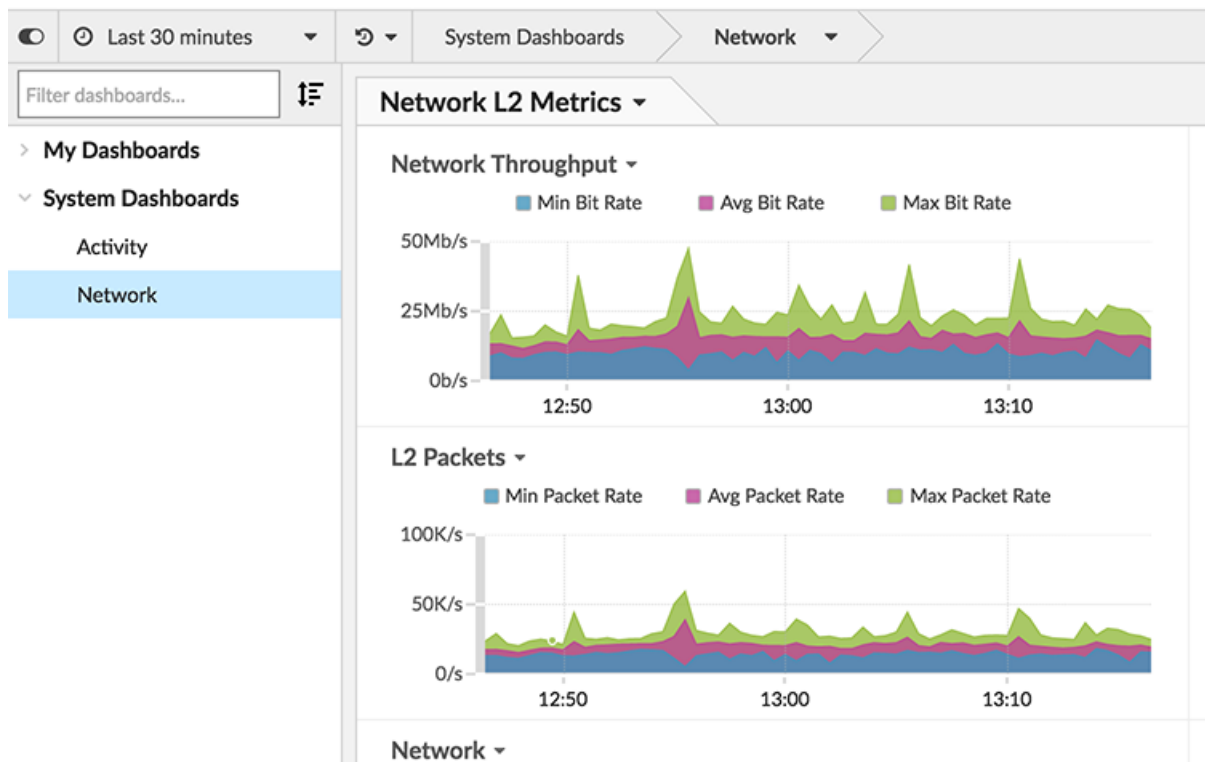 Last 30 minutes
System Dashboards
Network
Filter dashboards...
My Dashboards
System Dashboards
Activity
Network
Network L2 Metrics
Network Throughput
Min Bit Rate Avg Bit Rate Max Bit Rate
50Mb/s
25Mb/s
0b/s
12:50 13:00 13:10
L2 Packets
Min Packet Rate Avg Packet Rate Max Packet Rate
100K/s
50K/s
0/s
12:50 13:00 13:10
Network